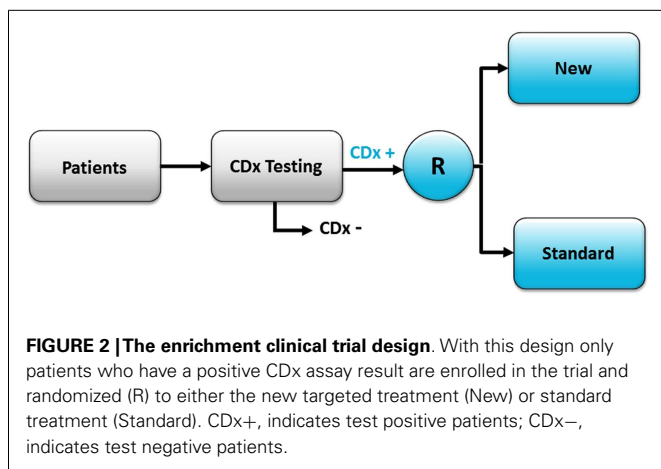 New
CDx +
Patients
CDx Testing
R
CDx -
Standard
FIGURE 2 | The enrichment clinical trial design. With this design only
patients who have a positive CDx assay result are enrolled in the trial and
randomized (R) to either the new targeted treatment (New) or standard
treatment (Standard). CDx+, indicates test positive patients; CDx−,
indicates test negative patients.